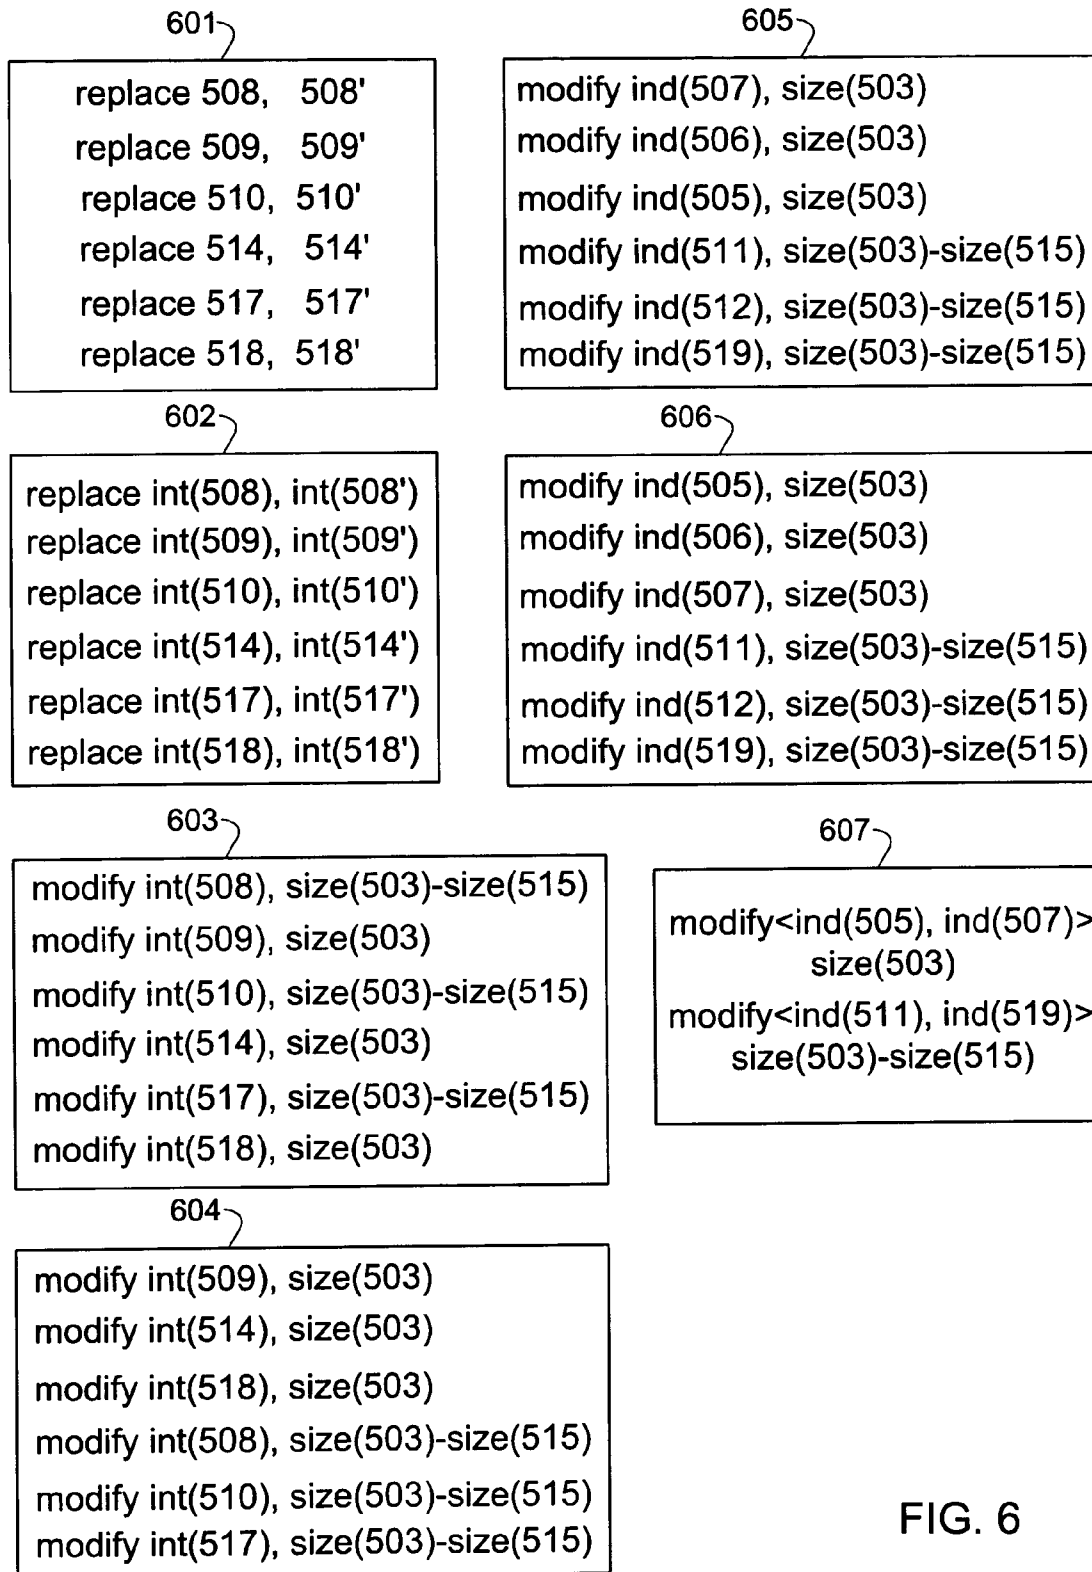 601
replace 508, 508'
replace 509, 509'
replace 510, 510'
replace 514, 514'
replace 517, 517'
replace 518, 518'
602
replace int(508), int(508')
replace int(509), int(509')
replace int(510), int(510')
replace int(514), int(514')
replace int(517), int(517')
replace int(518), int(518')
603
modify int(508), size(503)-size(515)
modify int(509), size(503)
modify int(510), size(503)-size(515)
modify int(514), size(503)
modify int(517), size(503)-size(515)
modify int(518), size(503)
604
modify int(509), size(503)
modify int(514), size(503)
modify int(518), size(503)
modify int(508), size(503)-size(515)
modify int(510), size(503)-size(515)
modify int(517), size(503)-size(515)
605
modify ind(507), size(503)
modify ind(506), size(503)
modify ind(505), size(503)
modify ind(511), size(503)-size(515)
modify ind(512), size(503)-size(515)
modify ind(519), size(503)-size(515)
606
modify ind(505), size(503)
modify ind(506), size(503)
modify ind(507), size(503)
modify ind(511), size(503)-size(515)
modify ind(512), size(503)-size(515)
modify ind(519), size(503)-size(515)
607
modify<ind(505), ind(507)>
size(503)
modify<ind(511), ind(519)>
size(503)-size(515)
FIG. 6